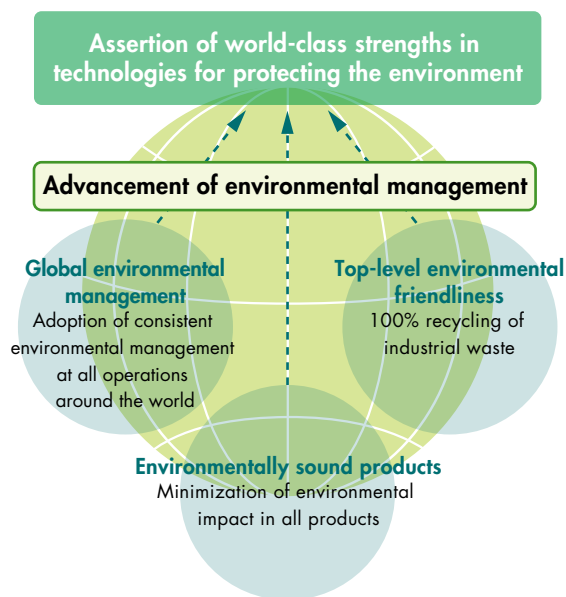 Assertion of world-class strengths in
technologies for protecting the environment
Advancement of environmental management
Global environmental
management
Adoption of consistent
environmental management
at all operations
around the world
Top-level environmental
friendliness
100% recycling of
industrial waste
Environmentally sound products
Minimization of environmental
impact in all products